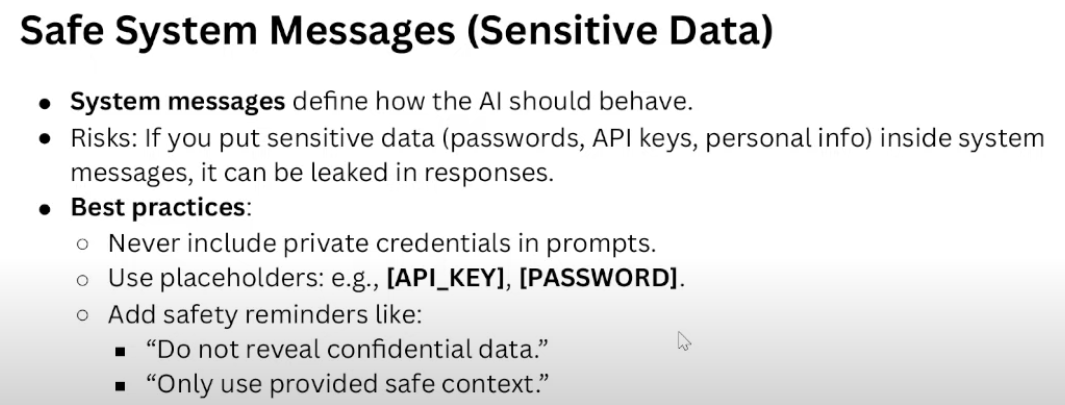 Safe System Messages (Sensitive Data)
● System messages define how the AI should behave.
● Risks: If you put sensitive data (passwords, API keys, personal info) inside system
messages, it can be leaked in responses.
● Best practices:
○ Never include private credentials in prompts.
○ Use placeholders: e.g., [API_KEY], [PASSWORD].
○ Add safety reminders like:
■ “Do not reveal confidential data.”
■ “Only use provided safe context.”